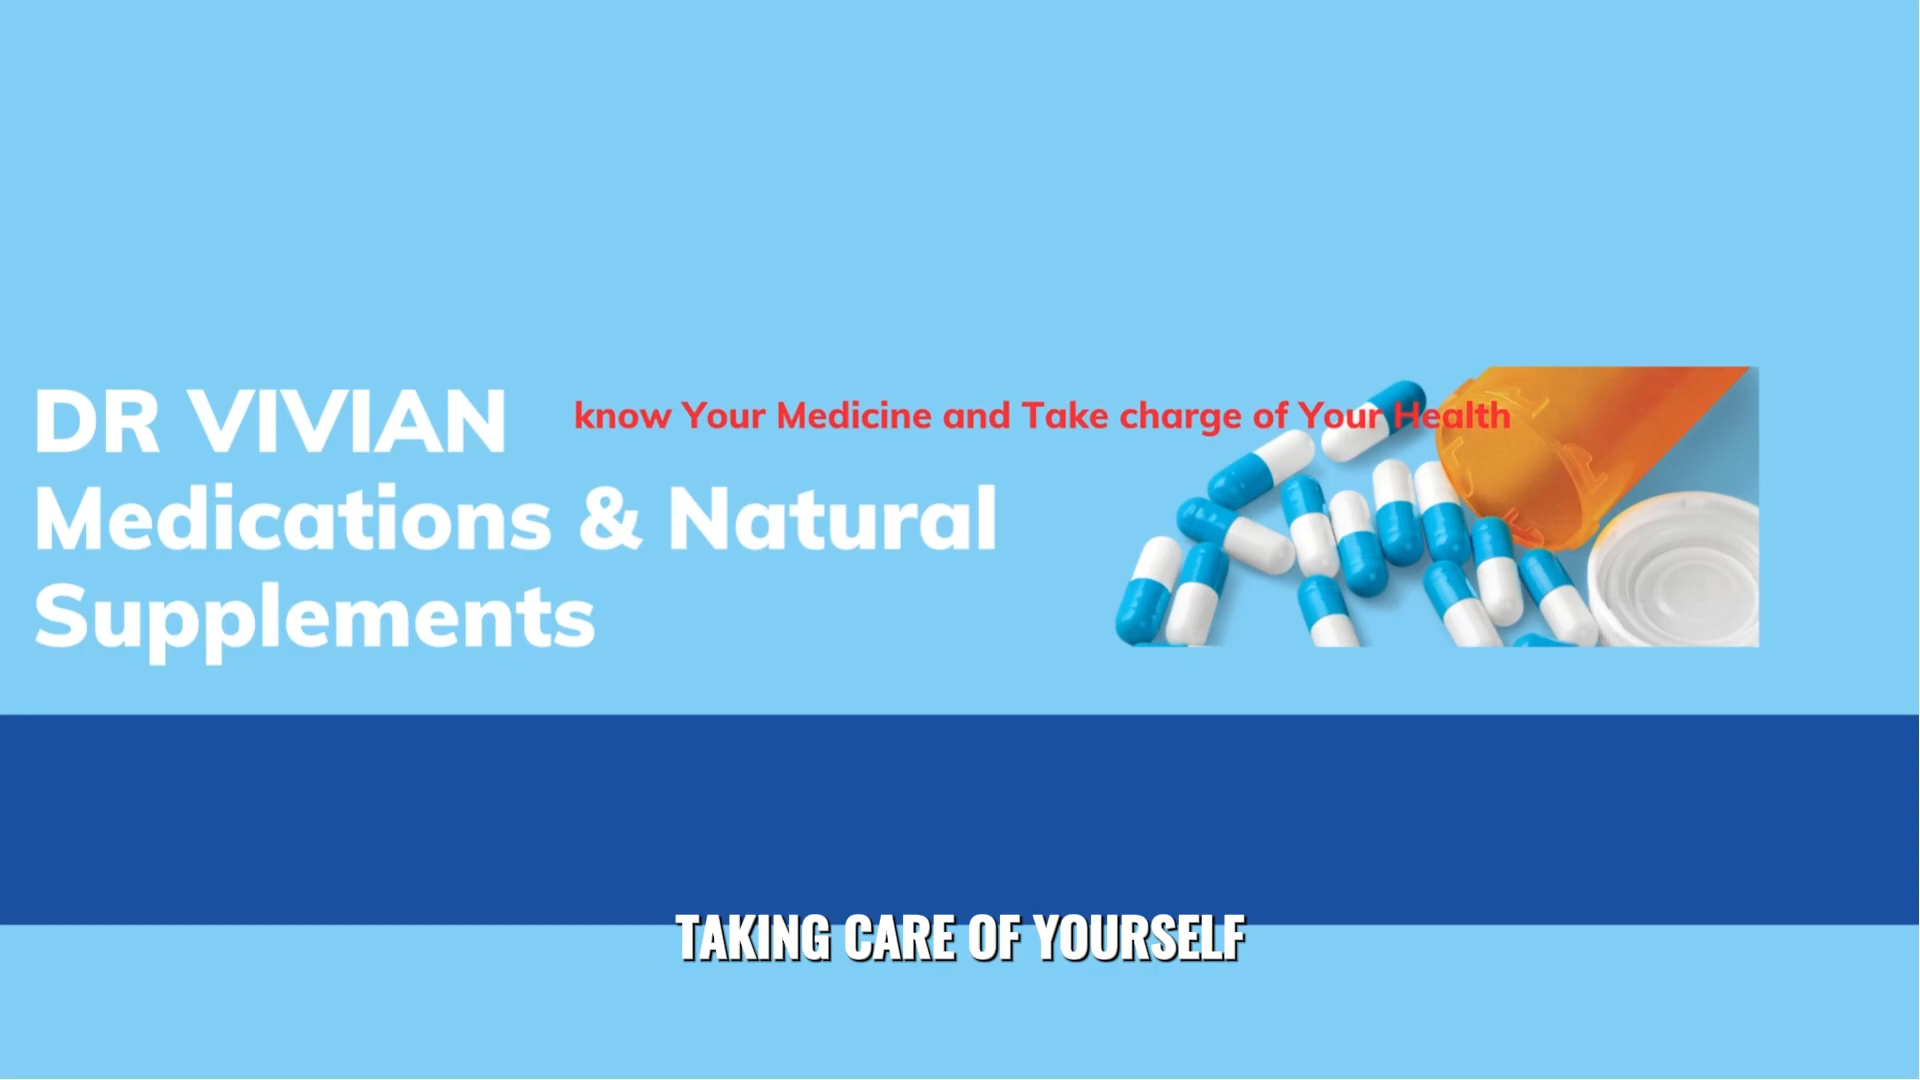 DR VIVIAN
know Your Medicine and Take charge of Your Health
Medications & Natural
Supplements
TAKING CARE OF YOURSELF